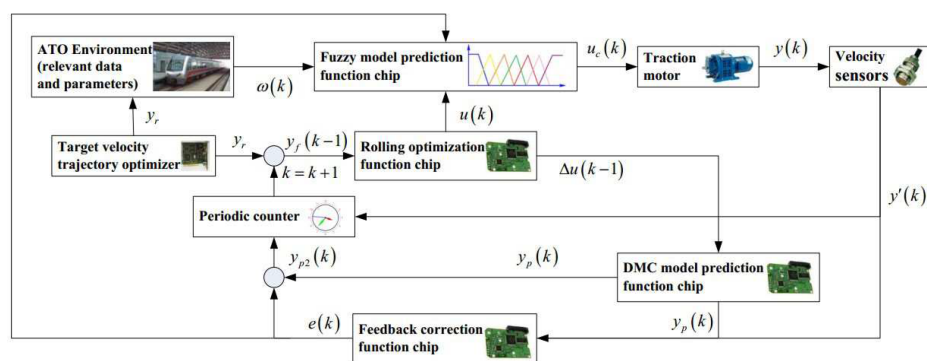 ATO Environment
(relevant data
and parameters)
ω(k)
Fuzzy model prediction
function chip
u_c(k)
Traction
motor
y(k)
Velocity
sensors
y_r
u(k)
Target velocity
trajectory optimizer
y_r
y_f(k−1)
k=k+1
Rolling optimization
function chip
Δu(k−1)
Periodic counter
y′(k)
y_{p2}(k)
y_p(k)
DMC model prediction
function chip
e(k)
Feedback correction
function chip
y_p(k)